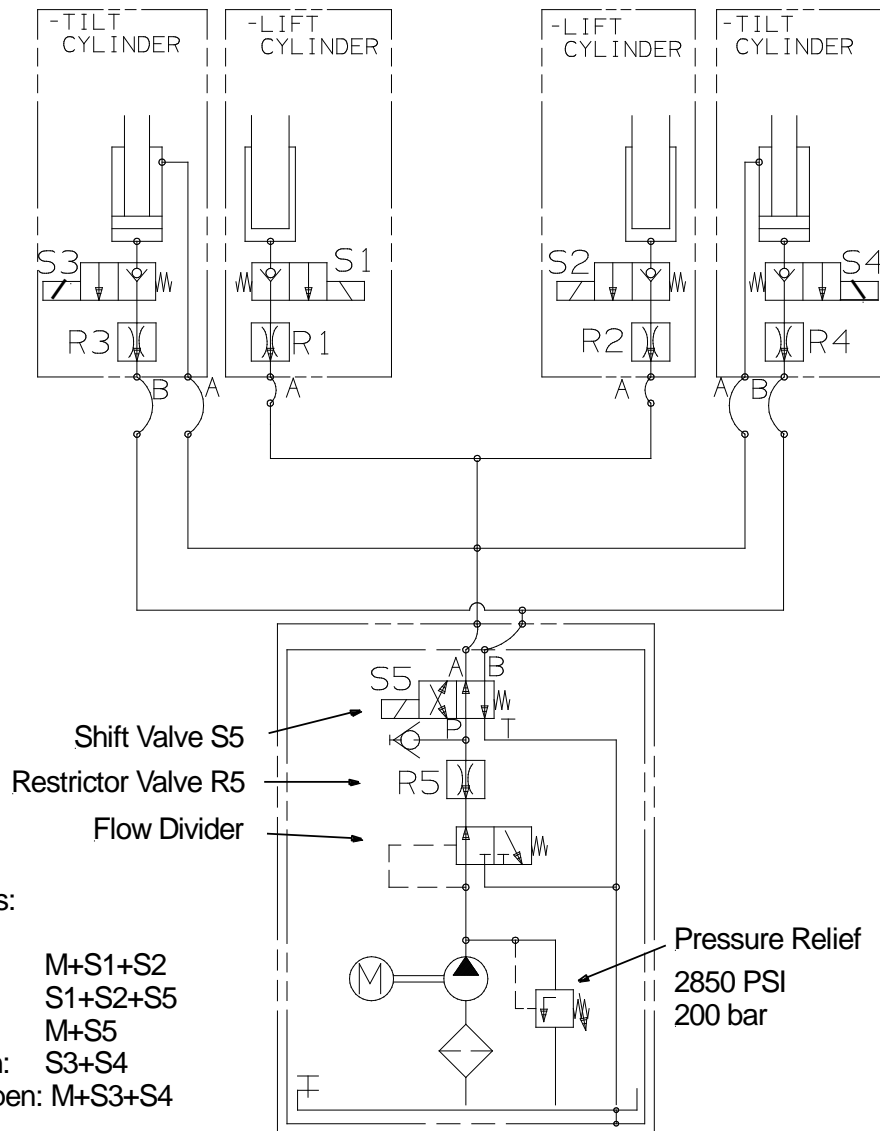 -TILT
CYLINDER
-LIFT
CYLINDER
-LIFT
CYLINDER
-TILT
CYLINDER
S3
S1
S2
S4
R3
R1
R2
R4
B
A
A
A
A
B
A
B
S5
P
T
Shift Valve S5
Restrictor Valve R5
R5
Flow Divider
s:
M+S1+S2
S1+S2+S5
M+S5
S3+S4
pen: M+S3+S4
M
Pressure Relief
2850 PSI
200 bar